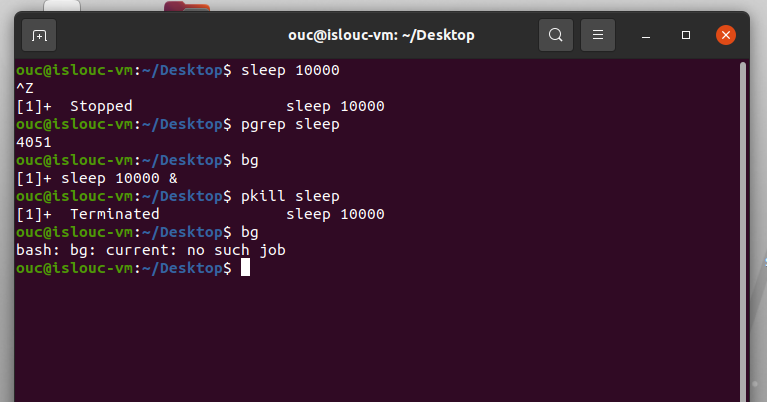 ouc@islouc-vm: ~/Desktop
ouc@islouc-vm:~/Desktop$ sleep 10000
^Z
[1]+  Stopped                 sleep 10000
ouc@islouc-vm:~/Desktop$ pgrep sleep
4051
ouc@islouc-vm:~/Desktop$ bg
[1]+ sleep 10000 &
ouc@islouc-vm:~/Desktop$ pkill sleep
[1]+  Terminated              sleep 10000
ouc@islouc-vm:~/Desktop$ bg
bash: bg: current: no such job
ouc@islouc-vm:~/Desktop$